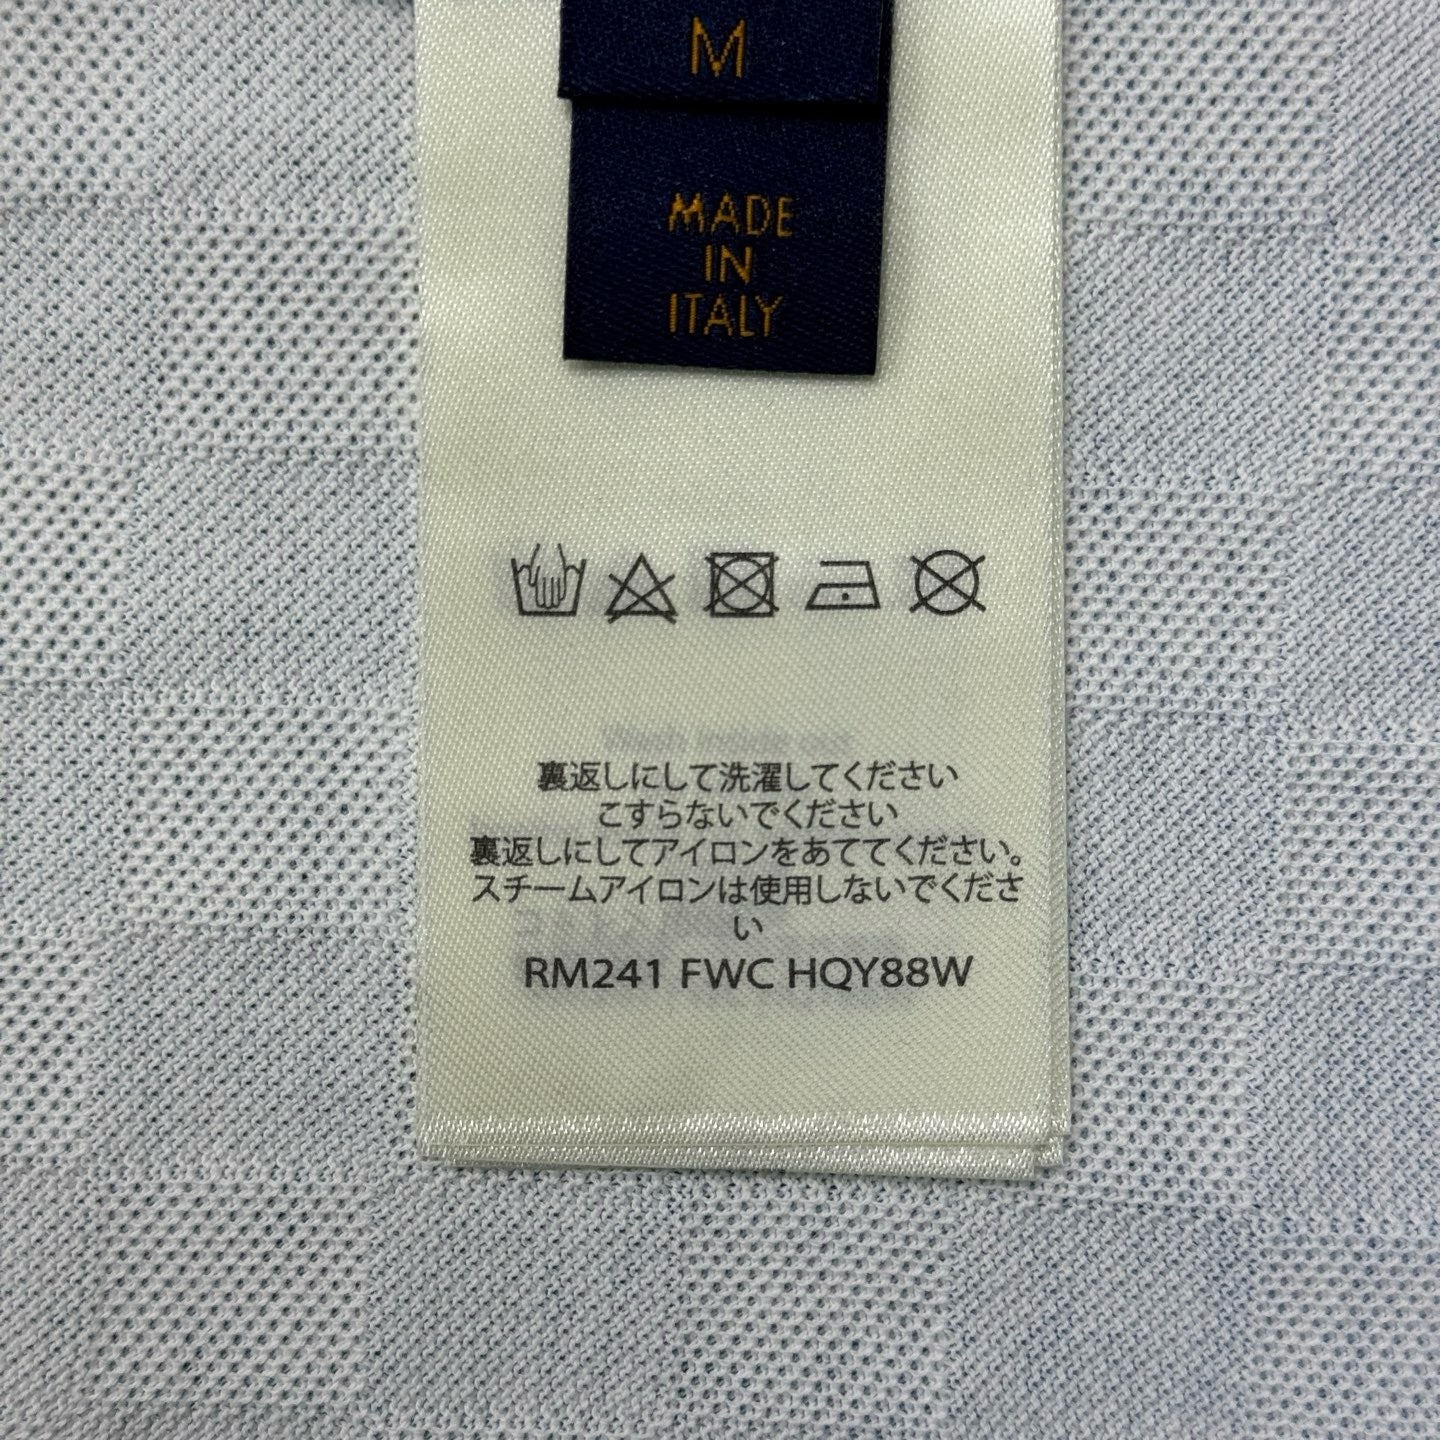 M
MADE
IN
ITALY
裏返しにして洗濯してください
こすらないでください
裏返しにしてアイロンをあててください。
スチームアイロンは使用しないでくださ
い
RM241 FWC HQY88W